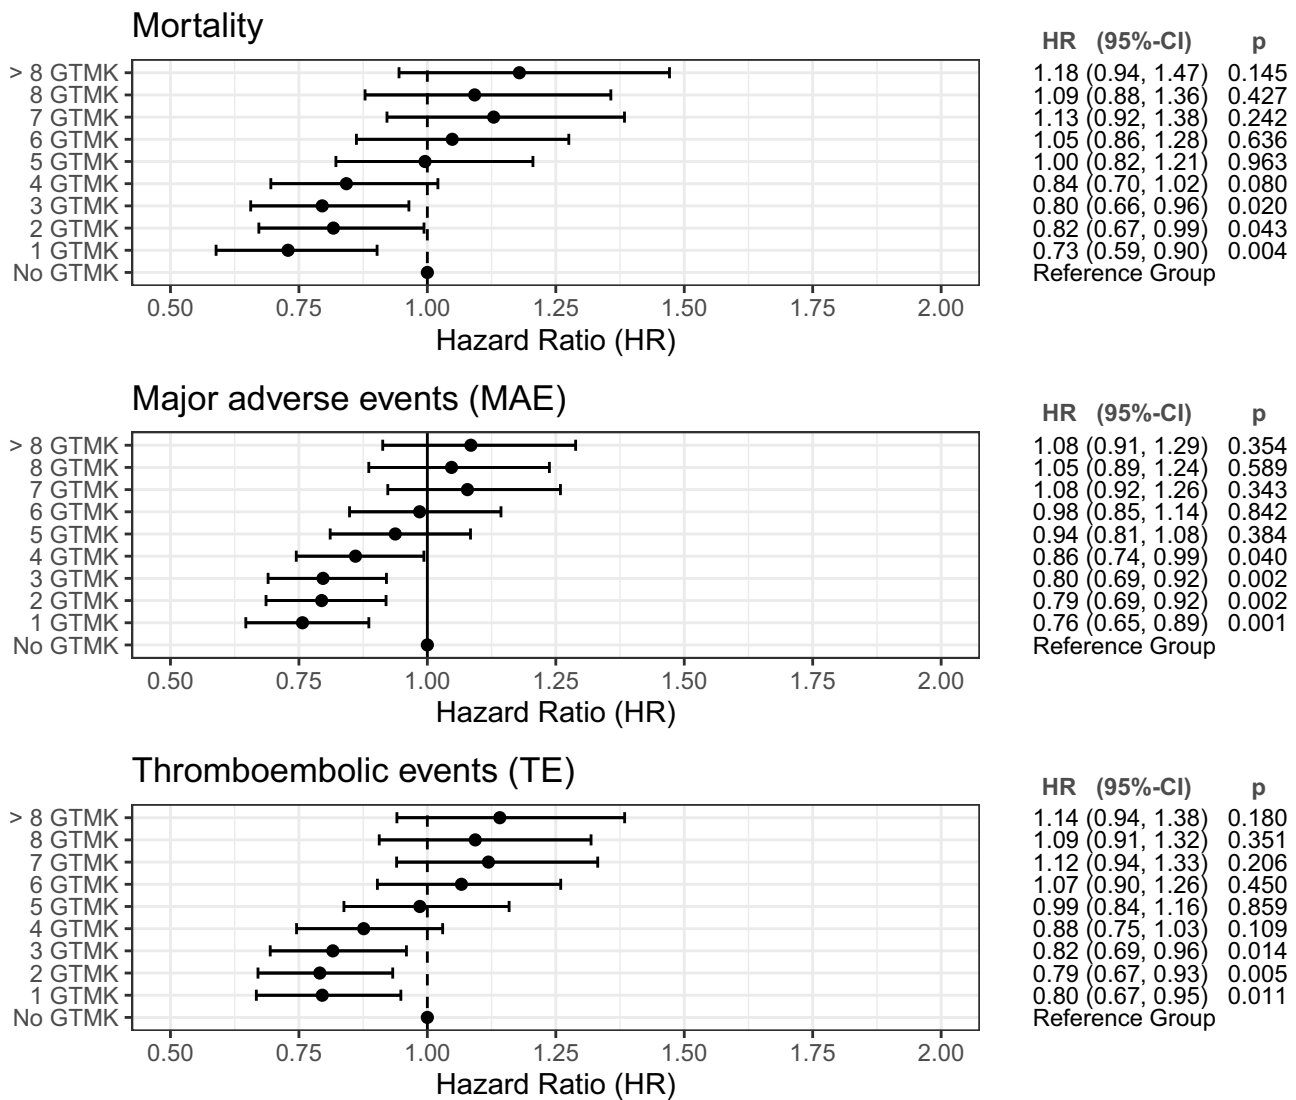 Mortality
HR (95%-CI) p
> 8 GTMK 1.18 (0.94, 1.47) 0.145
8 GTMK 1.09 (0.88, 1.36) 0.427
7 GTMK 1.13 (0.92, 1.38) 0.242
6 GTMK 1.05 (0.86, 1.28) 0.636
5 GTMK 1.00 (0.82, 1.21) 0.963
4 GTMK 0.84 (0.70, 1.02) 0.080
3 GTMK 0.80 (0.66, 0.96) 0.020
2 GTMK 0.82 (0.67, 0.99) 0.043
1 GTMK 0.73 (0.59, 0.90) 0.004
No GTMK Reference Group
0.50 0.75 1.00 1.25 1.50 1.75 2.00
Hazard Ratio (HR)
Major adverse events (MAE)
HR (95%-CI) p
> 8 GTMK 1.08 (0.91, 1.29) 0.354
8 GTMK 1.05 (0.89, 1.24) 0.589
7 GTMK 1.08 (0.92, 1.26) 0.343
6 GTMK 0.98 (0.85, 1.14) 0.842
5 GTMK 0.94 (0.81, 1.08) 0.384
4 GTMK 0.86 (0.74, 0.99) 0.040
3 GTMK 0.80 (0.69, 0.92) 0.002
2 GTMK 0.79 (0.69, 0.92) 0.002
1 GTMK 0.76 (0.65, 0.89) 0.001
No GTMK Reference Group
0.50 0.75 1.00 1.25 1.50 1.75 2.00
Hazard Ratio (HR)
Thromboembolic events (TE)
HR (95%-CI) p
> 8 GTMK 1.14 (0.94, 1.38) 0.180
8 GTMK 1.09 (0.91, 1.32) 0.351
7 GTMK 1.12 (0.94, 1.33) 0.206
6 GTMK 1.07 (0.90, 1.26) 0.450
5 GTMK 0.99 (0.84, 1.16) 0.859
4 GTMK 0.88 (0.75, 1.03) 0.109
3 GTMK 0.82 (0.69, 0.96) 0.014
2 GTMK 0.79 (0.67, 0.93) 0.005
1 GTMK 0.80 (0.67, 0.95) 0.011
No GTMK Reference Group
0.50 0.75 1.00 1.25 1.50 1.75 2.00
Hazard Ratio (HR)